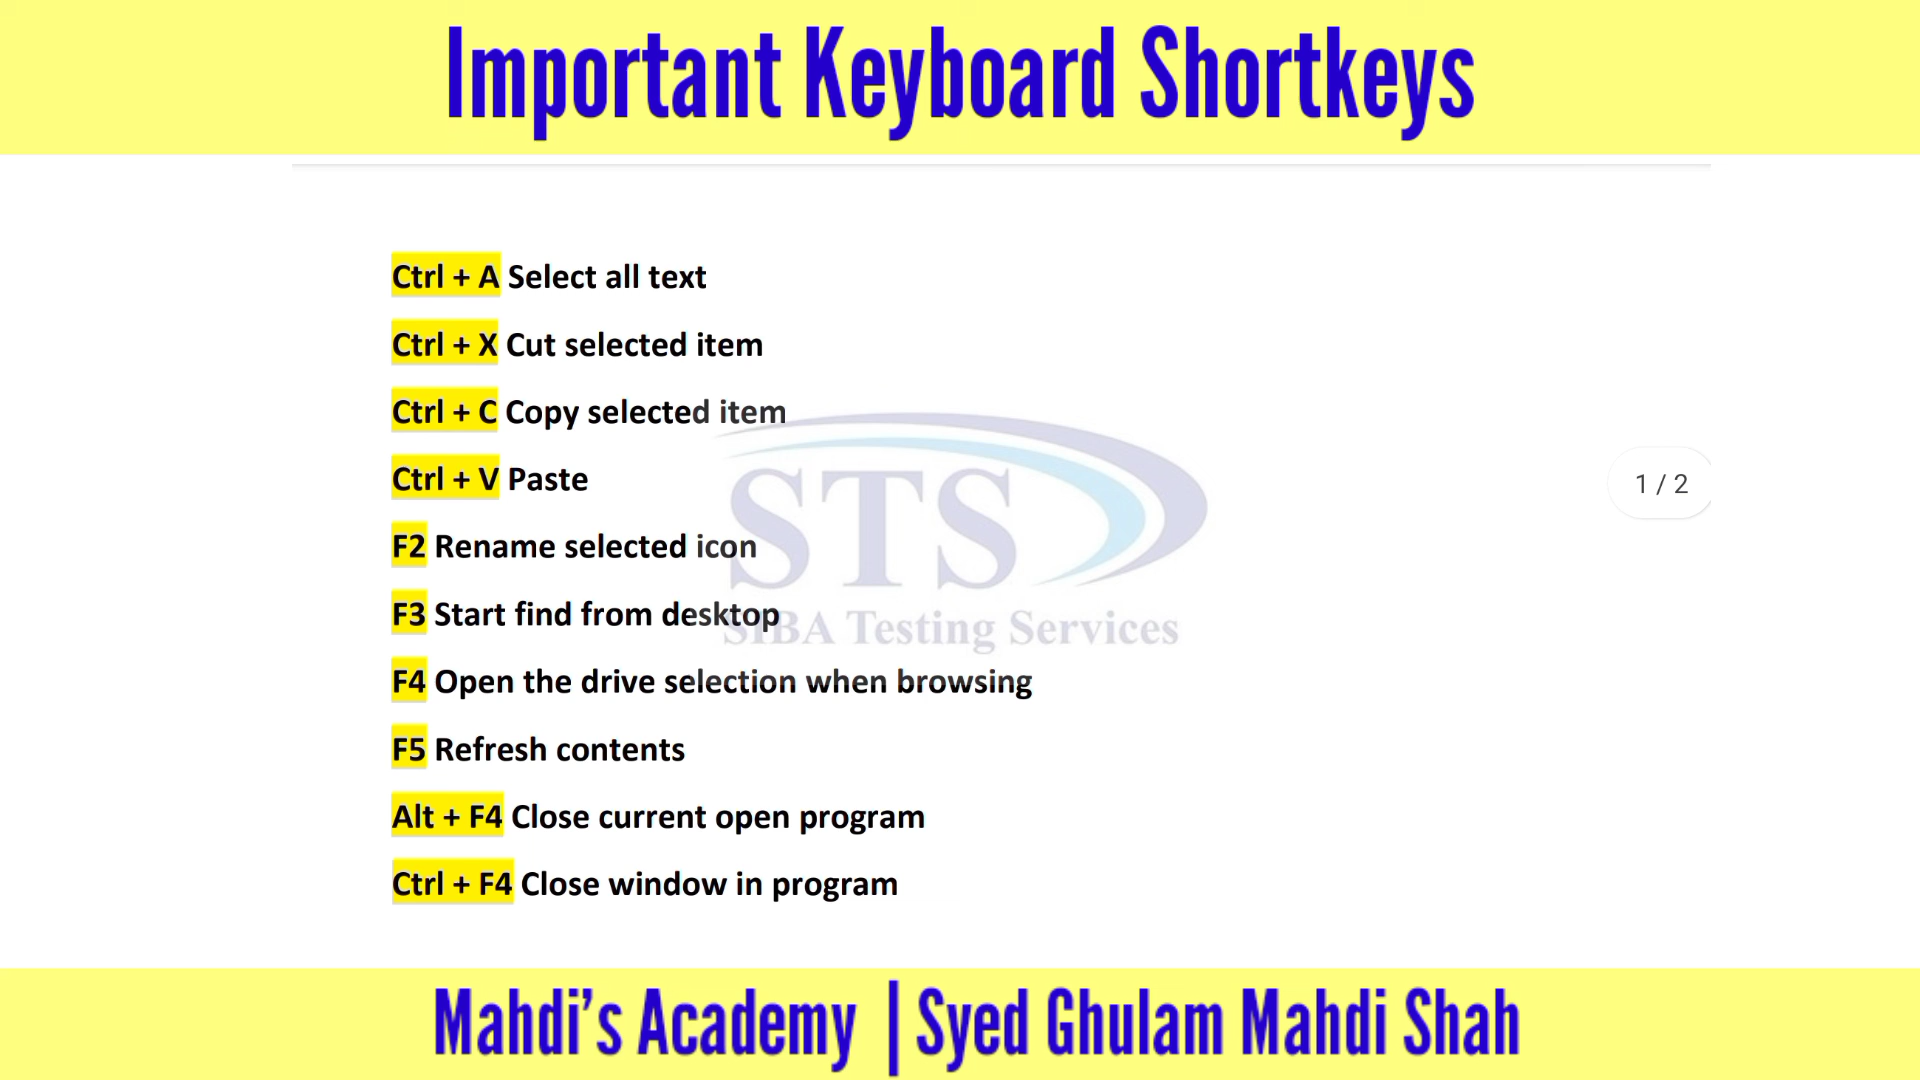 Important Keyboard Shortkeys
Ctrl + A Select all text
Ctrl + X Cut selected item
Ctrl + C Copy selected item
Ctrl + V Paste
F2 Rename selected icon
F3 Start find from desktop
F4 Open the drive selection when browsing
F5 Refresh contents
Alt + F4 Close current open program
Ctrl + F4 Close window in program
STS
SIBA Testing Services
1 / 2
Mahdi’s Academy | Syed Ghulam Mahdi Shah